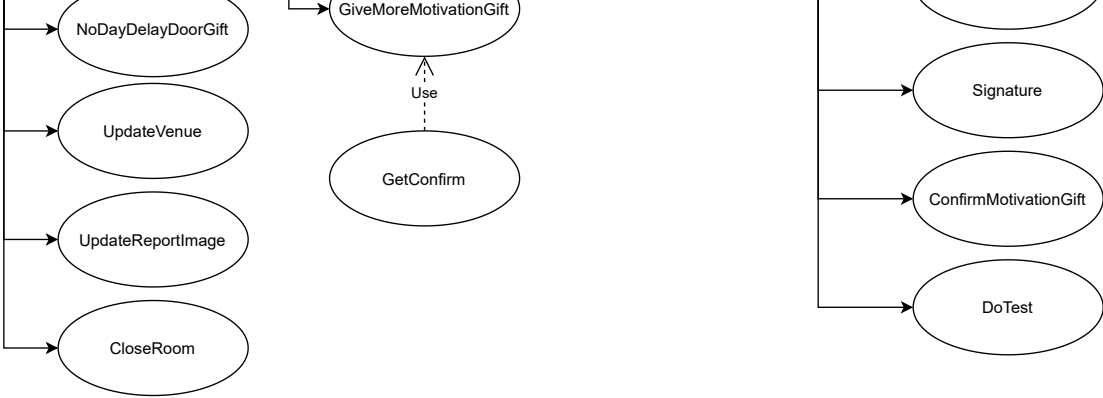 NoDayDelayDoorGift
UpdateVenue
UpdateReportImage
CloseRoom
GiveMoreMotivationGift
Use
GetConfirm
Signature
ConfirmMotivationGift
DoTest